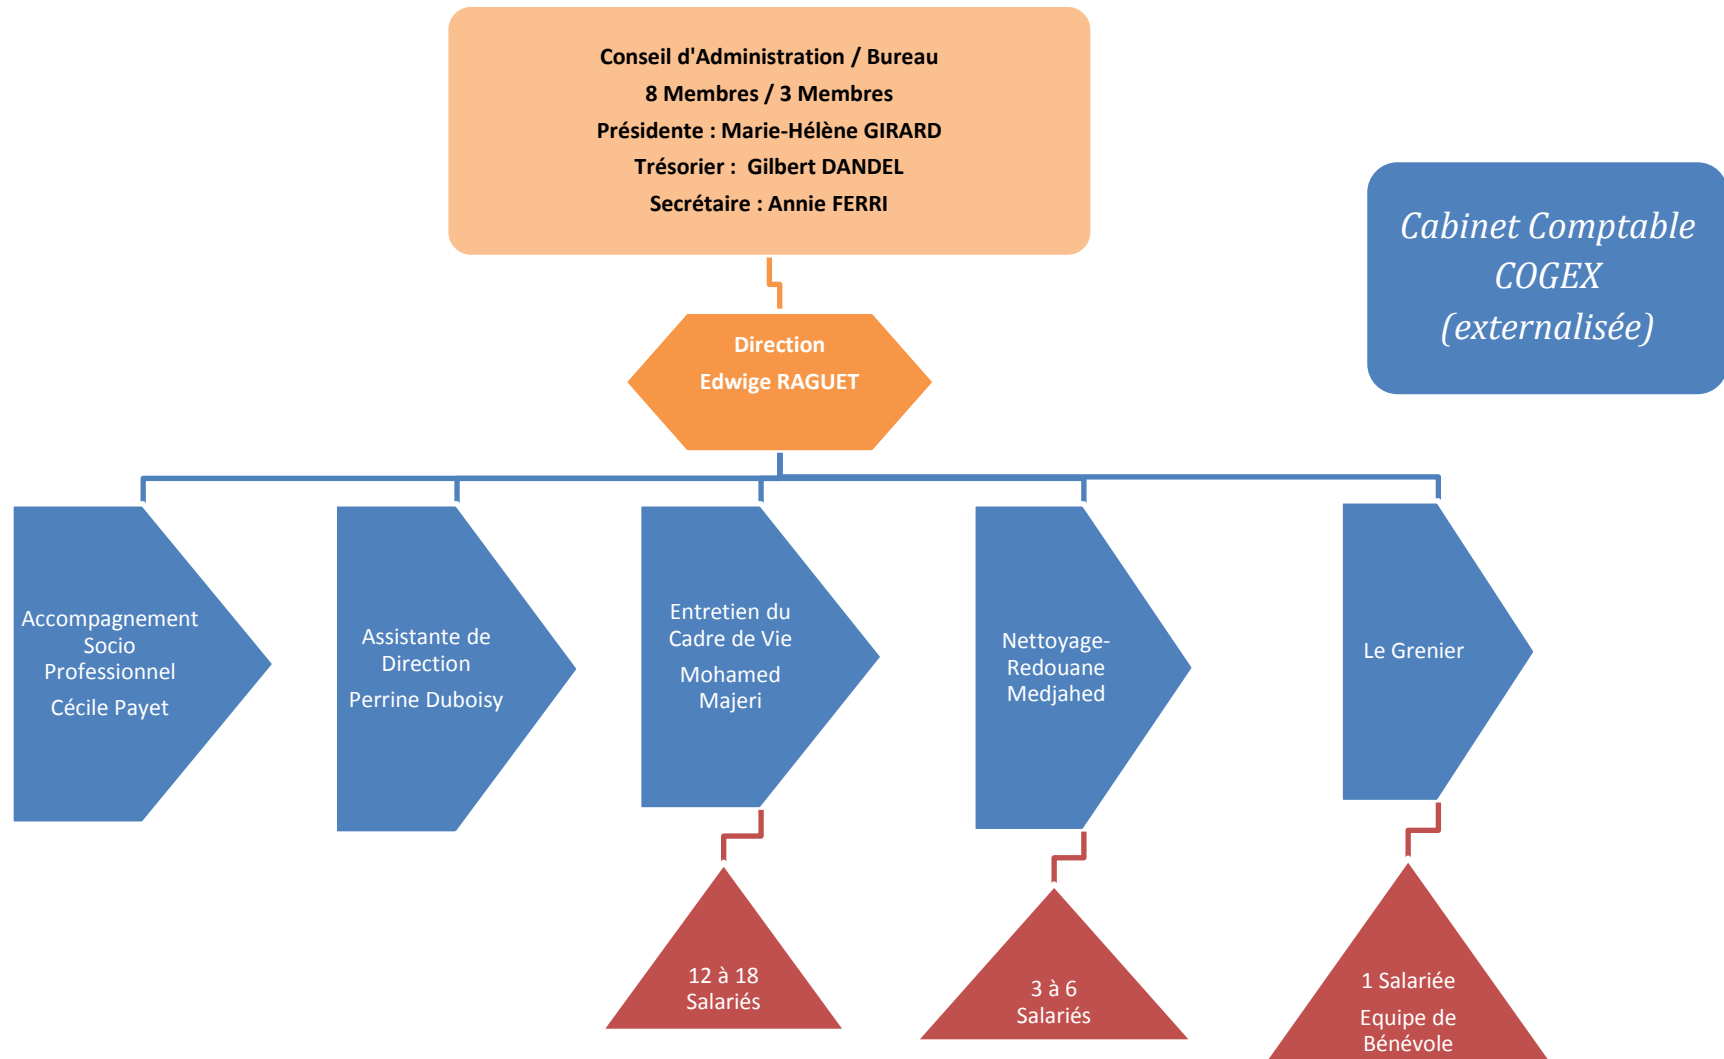 Conseil d'Administration / Bureau
8 Membres / 3 Membres
Présidente : Marie-Hélène GIRARD
Trésorier :  Gilbert DANDEL
Secrétaire : Annie FERRI
Cabinet Comptable
COGEX
(externalisée)
Direction
Edwige RAGUET
Accompagnement
Socio
Professionnel
Cécile Payet
Assistante de
Direction
Perrine Duboisy
Entretien du
Cadre de Vie
Mohamed
Majeri
Nettoyage-
Redouane
Medjahed
Le Grenier
12 à 18
Salariés
3 à 6
Salariés
1 Salariée
Equipe de
Bénévole